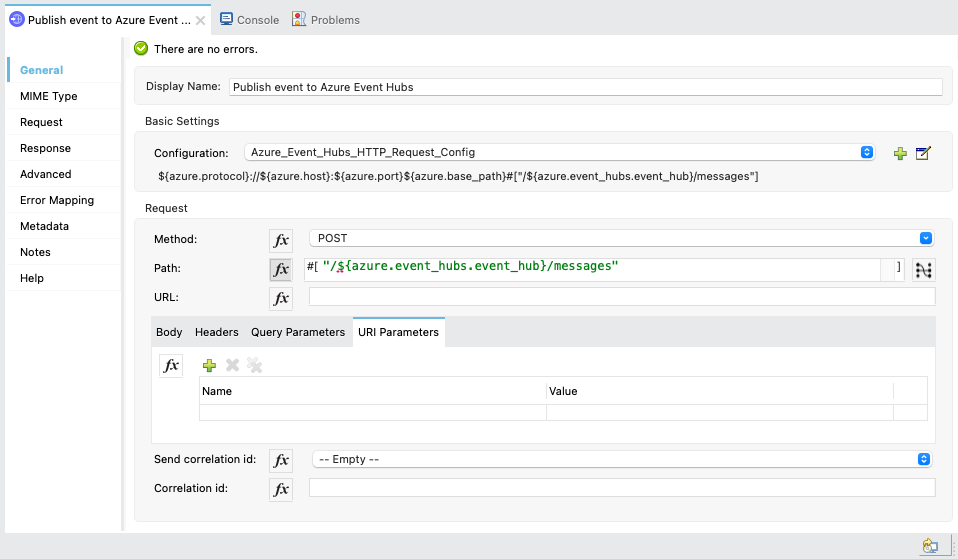 Publish event to Azure Event ... Console Problems
There are no errors.
General
MIME Type
Request
Response
Advanced
Error Mapping
Metadata
Notes
Help
Display Name: Publish event to Azure Event Hubs
Basic Settings
Configuration: Azure_Event_Hubs_HTTP_Request_Config
${azure.protocol}://${azure.host}:${azure.port}${azure.base_path}#["/${azure.event_hubs.event_hub}/messages"]
Request
Method: fx POST
Path: fx #[ "/${azure.event_hubs.event_hub}/messages" ]
URL: fx
Body Headers Query Parameters URI Parameters
fx
Name Value
Send correlation id: fx -- Empty --
Correlation id: fx